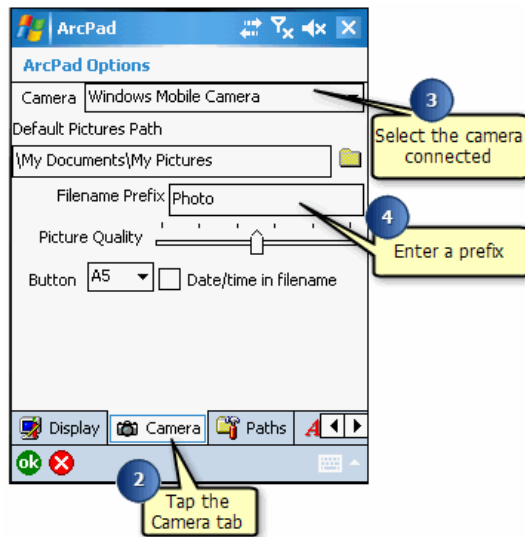 ArcPad
ArcPad Options
Camera Windows Mobile Camera
3
Select the camera
connected
Default Pictures Path
\My Documents\My Pictures
Filename Prefix Photo
4
Enter a prefix
Picture Quality
Button A5 Date/time in filename
Display Camera Paths A
ok
2
Tap the
Camera tab